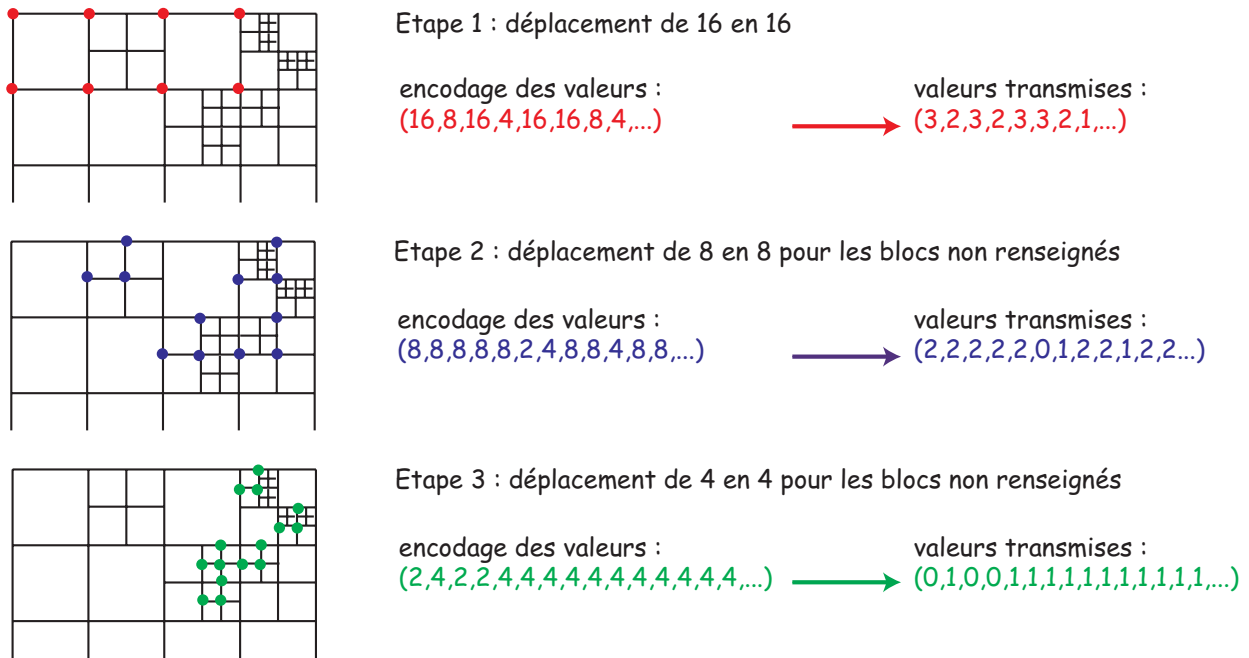 Etape 1 : déplacement de 16 en 16
encodage des valeurs :
valeurs transmises :
(16,8,16,4,16,16,8,4,...)
(3,2,3,2,3,3,2,1,...)
Etape 2 : déplacement de 8 en 8 pour les blocs non renseignés
encodage des valeurs :
valeurs transmises :
(8,8,8,8,8,2,4,8,8,4,8,8,...)
(2,2,2,2,2,0,1,2,2,1,2,2...)
Etape 3 : déplacement de 4 en 4 pour les blocs non renseignés
encodage des valeurs :
valeurs transmises :
(2,4,2,2,4,4,4,4,4,4,4,4,4,4,4,...)
(0,1,0,0,1,1,1,1,1,1,1,1,1,1,1,...)